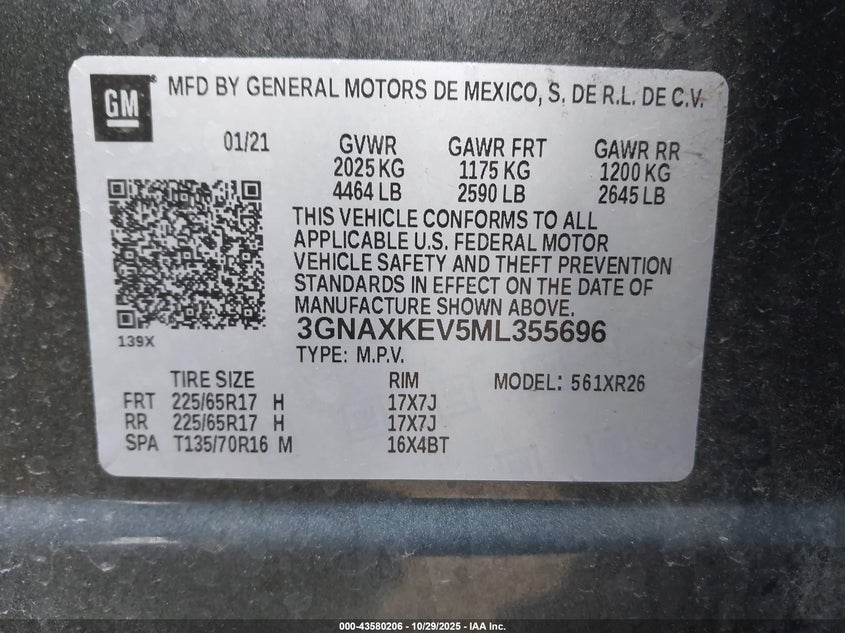 GM
MFD BY GENERAL MOTORS DE MEXICO, S. DE R.L. DE C.V.
01/21 GVWR GAWR FRT GAWR RR
2025 KG 1175 KG 1200 KG
4464 LB 2590 LB 2645 LB
THIS VEHICLE CONFORMS TO ALL
APPLICABLE U.S. FEDERAL MOTOR
VEHICLE SAFETY AND THEFT PREVENTION
STANDARDS IN EFFECT ON THE DATE OF
MANUFACTURE SHOWN ABOVE.
139X
3GNAXKEV5ML355696
TYPE: M.P.V.
TIRE SIZE RIM MODEL: 561XR26
FRT 225/65R17 H 17X7J
RR 225/65R17 H 17X7J
SPA T135/70R16 M 16X4BT
000-43580206 - 10/29/2025 - IAA Inc.